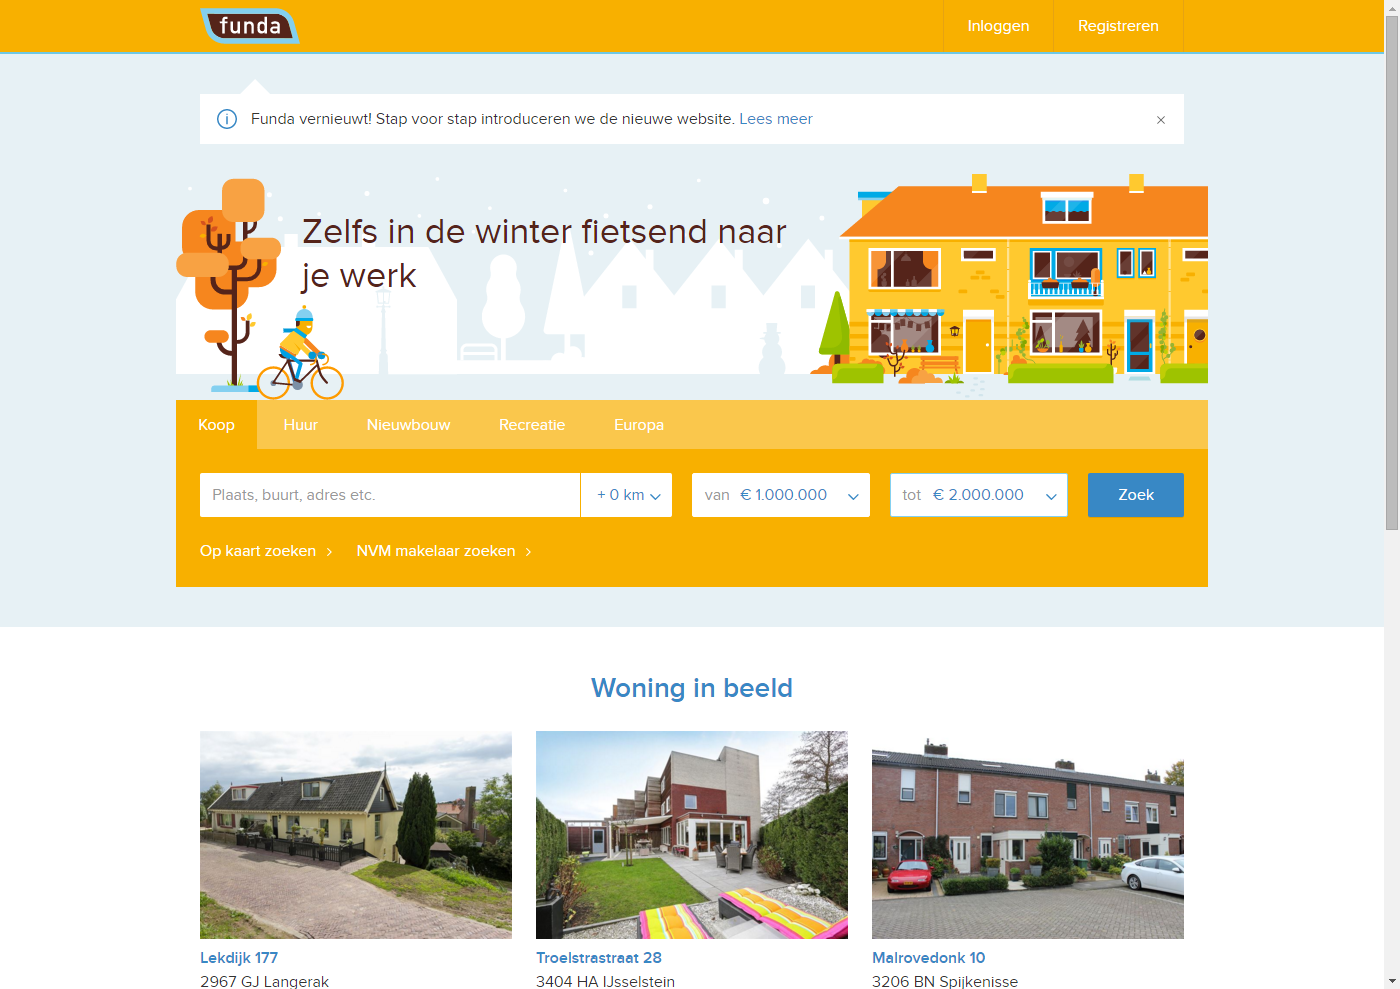 funda
Inloggen
Registreren
Funda vernieuwt! Stap voor stap introduceren we de nieuwe website. Lees meer
Zelfs in de winter fietsend naar
je werk
Koop
Huur
Nieuwbouw
Recreatie
Europa
Plaats, buurt, adres etc.
+ 0 km
van € 1.000.000
tot € 2.000.000
Zoek
Op kaart zoeken
NVM makelaar zoeken
Woning in beeld
Lekdijk 177
2967 GJ Langerak
Troelstrastraat 28
3404 HA IJsselstein
Malrovedonk 10
3206 BN Spijkenisse